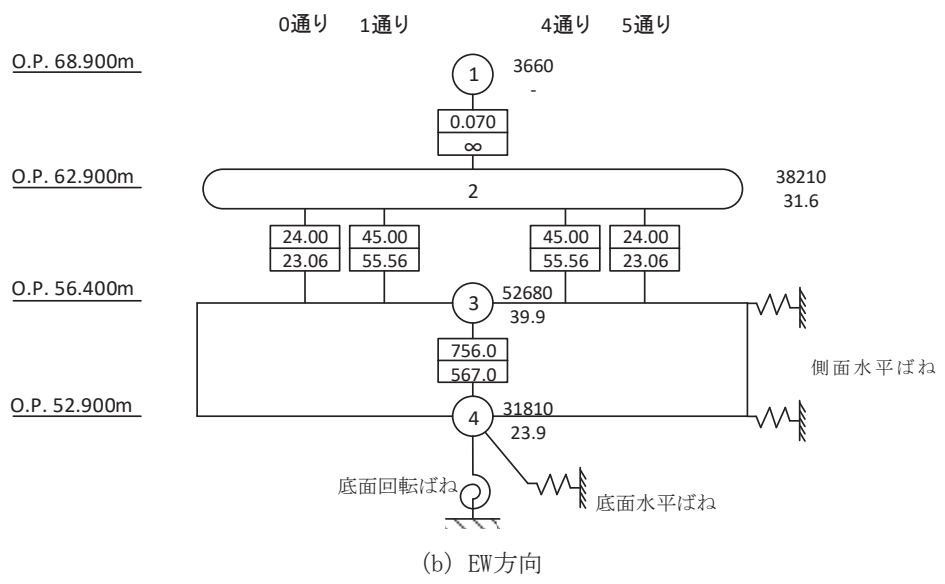 0通り 1通り 4通り 5通り
O.P. 68.900m
1
3660
-
0.070
∞
O.P. 62.900m
2
38210
31.6
24.00 45.00 45.00 24.00
23.06 55.56 55.56 23.06
O.P. 56.400m
3
52680
39.9
756.0
567.0
側面水平ばね
O.P. 52.900m
4
31810
23.9
底面回転ばね
底面水平ばね
(b) EW方向